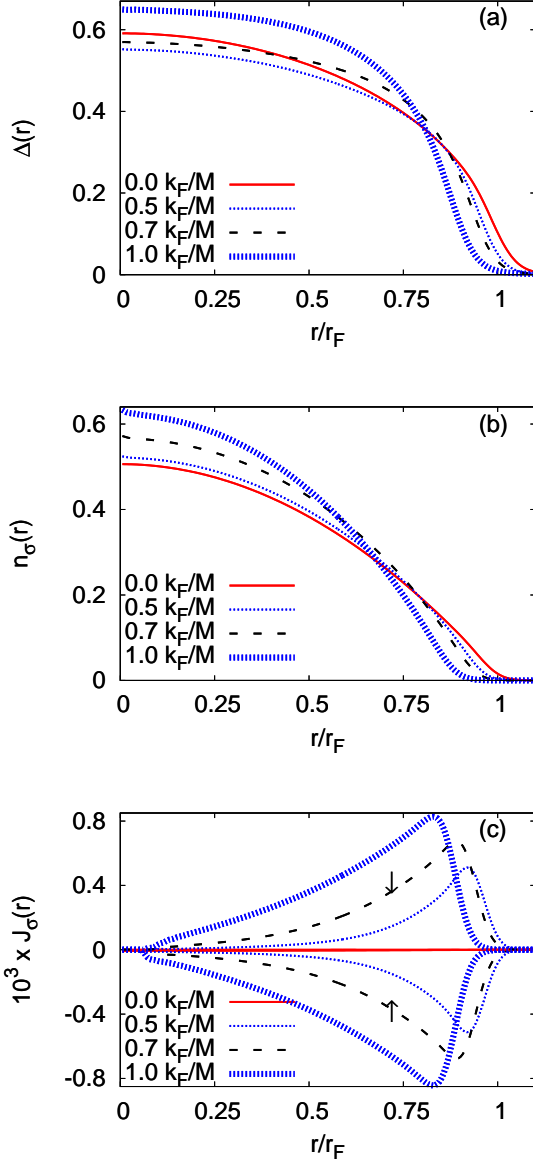 (a)
0.6
0.4
0.2
0
Δ(r)
0.0 k_F/M
0.5 k_F/M
0.7 k_F/M
1.0 k_F/M
0 0.25 0.5 0.75 1
r/r_F
(b)
0.6
0.4
0.2
0
n_σ(r)
0.0 k_F/M
0.5 k_F/M
0.7 k_F/M
1.0 k_F/M
0 0.25 0.5 0.75 1
r/r_F
(c)
0.8
0.4
0
-0.4
-0.8
10^3 x J_σ(r)
↓
↑
0.0 k_F/M
0.5 k_F/M
0.7 k_F/M
1.0 k_F/M
0 0.25 0.5 0.75 1
r/r_F